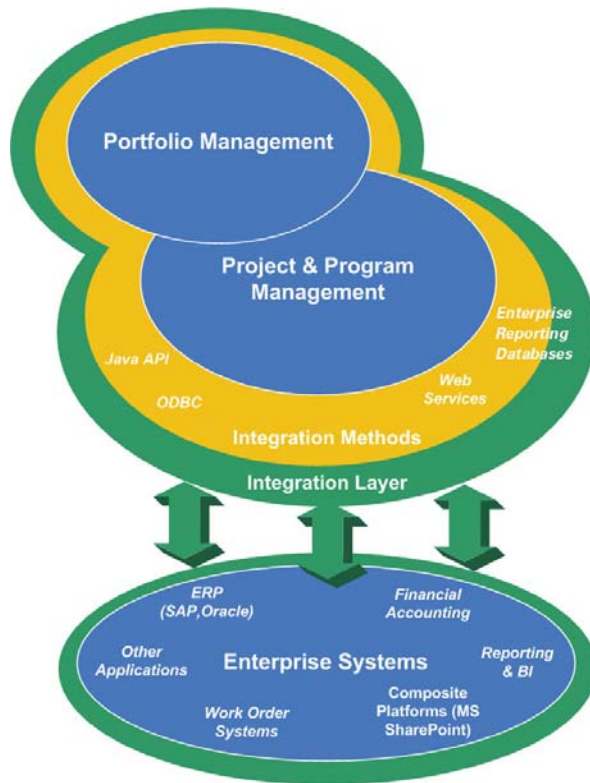 Portfolio Management
Project & Program
Management
Enterprise
Reporting
Databases
Java API
Web
Services
ODBC
Integration Methods
Integration Layer
ERP
(SAP,Oracle)
Financial
Accounting
Other
Applications
Enterprise Systems
Reporting
& BI
Work Order
Systems
Composite
Platforms (MS
SharePoint)